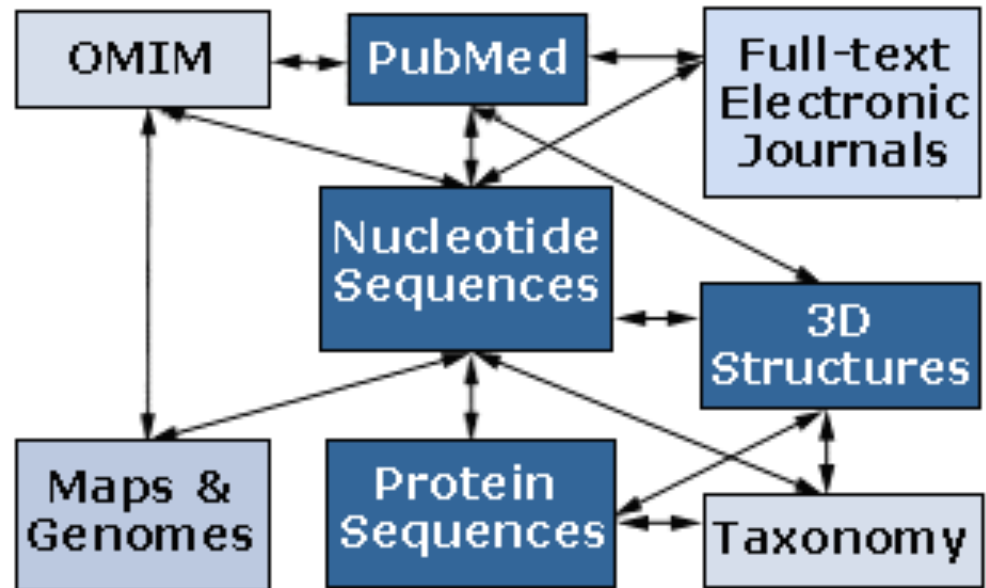 OMIM
PubMed
Full-text
Electronic
Journals
Nucleotide
Sequences
3D
Structures
Maps &
Genomes
Protein
Sequences
Taxonomy